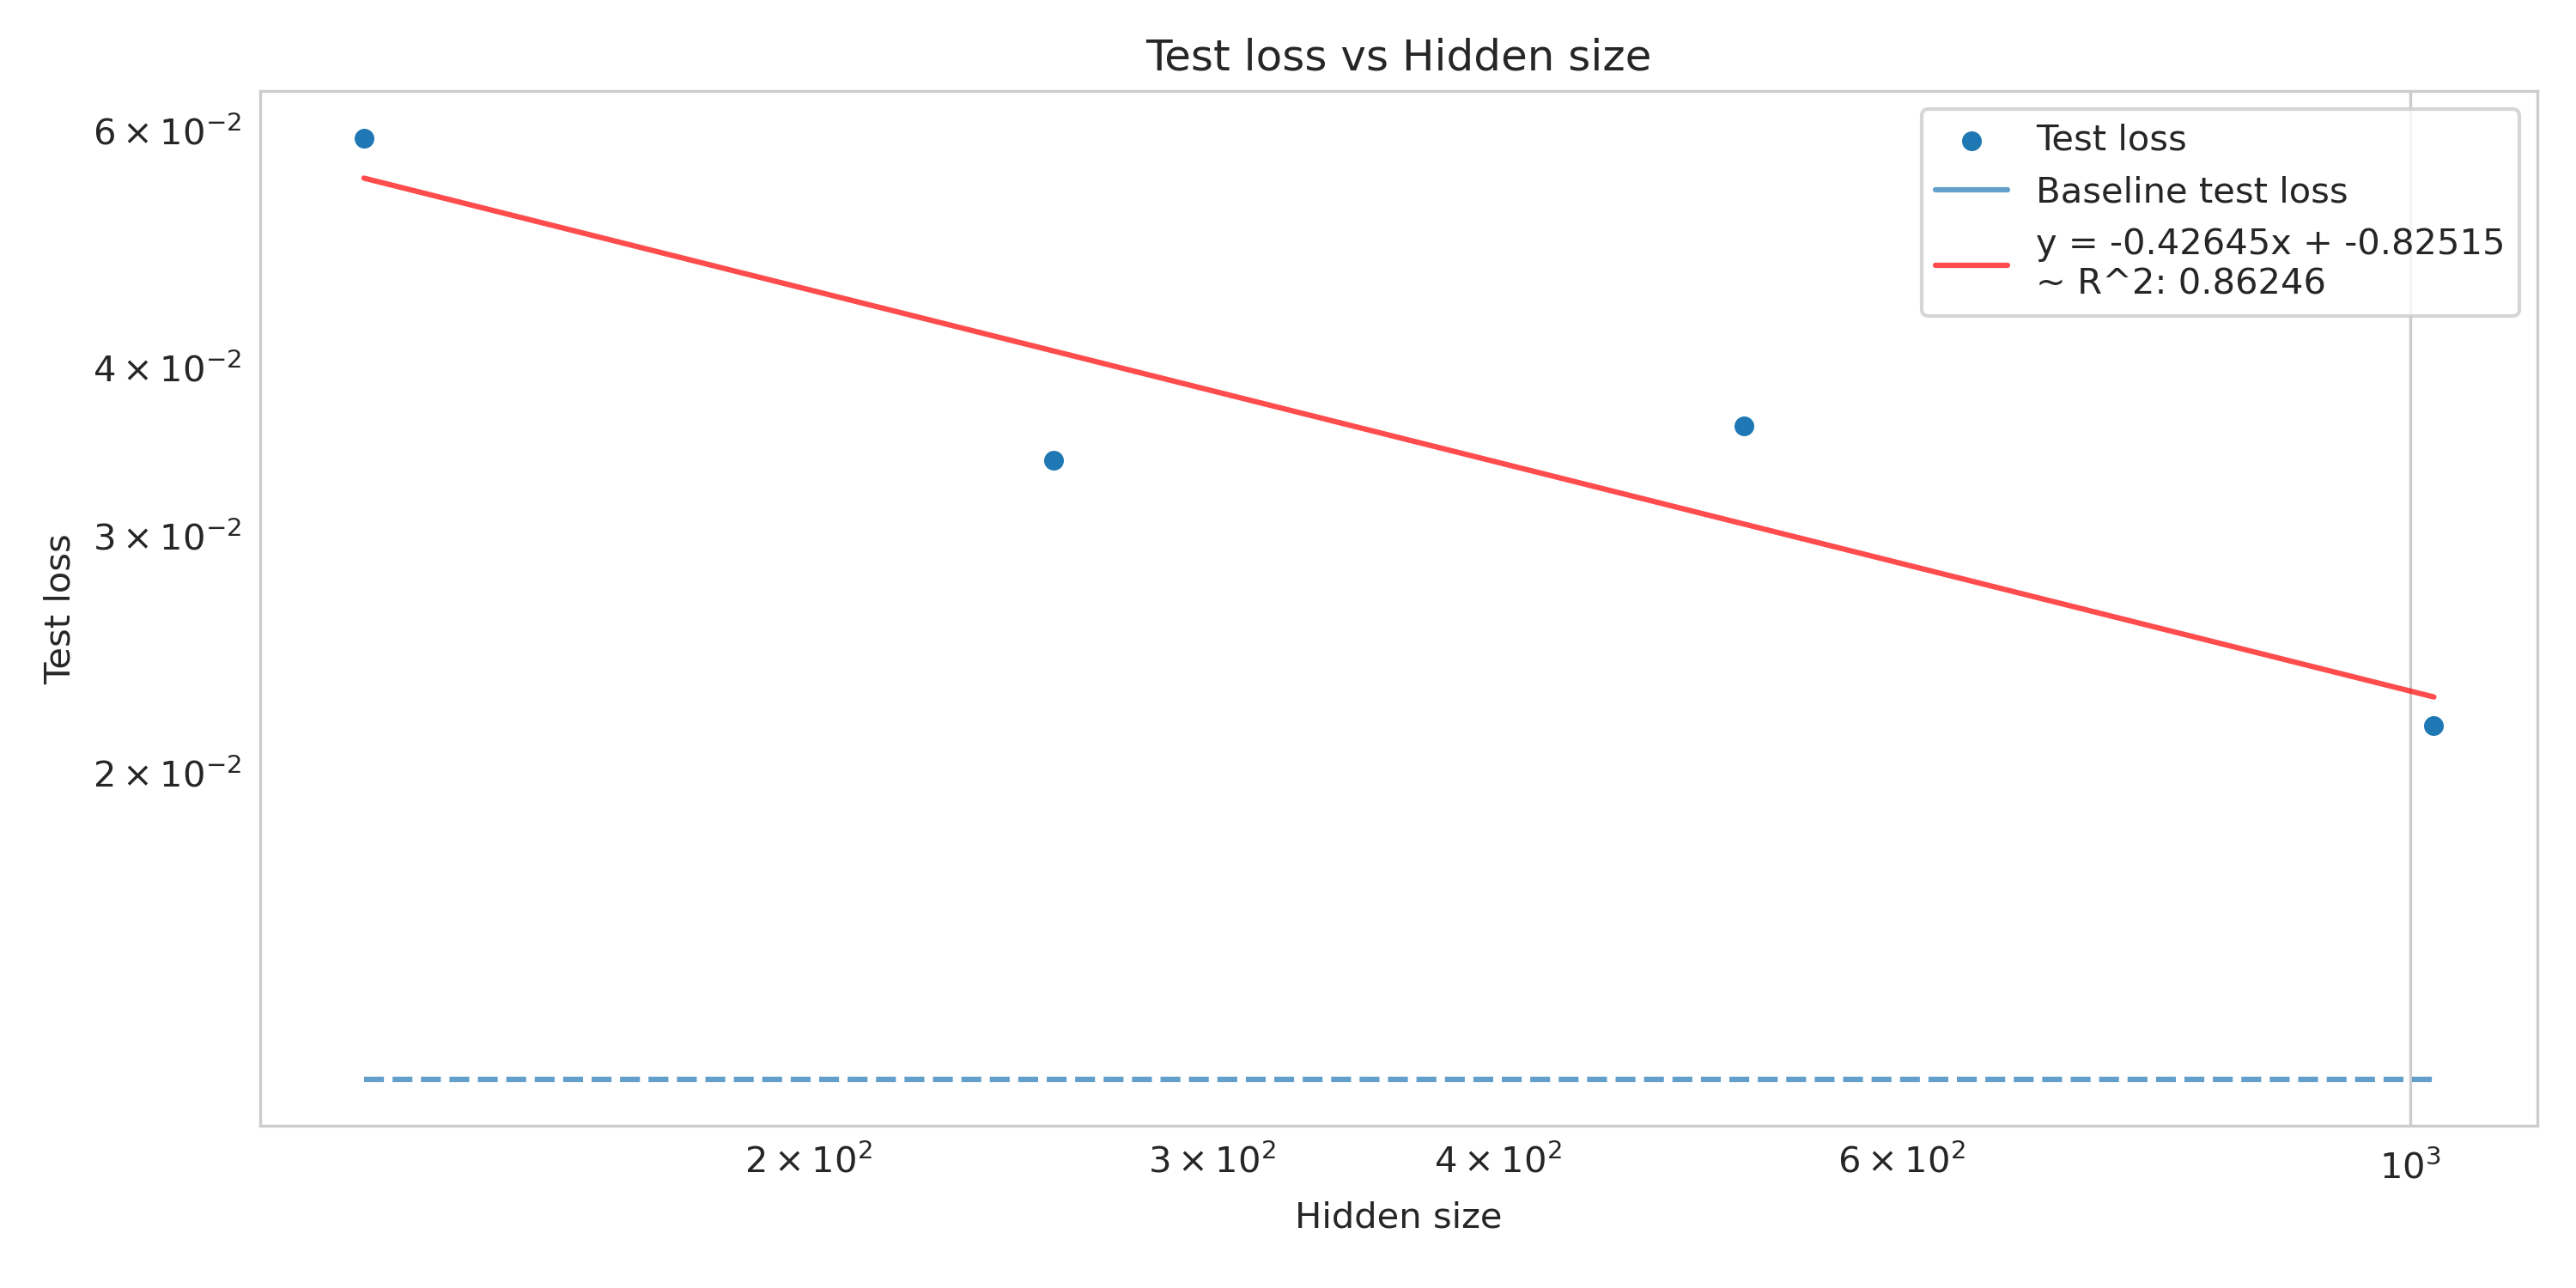 Test loss vs Hidden size
Test loss
Baseline test loss
y = -0.42645x + -0.82515
~ R^2: 0.86246
6 × 10⁻²
4 × 10⁻²
3 × 10⁻²
2 × 10⁻²
Test loss
2 × 10² 3 × 10² 4 × 10² 6 × 10² 10³
Hidden size